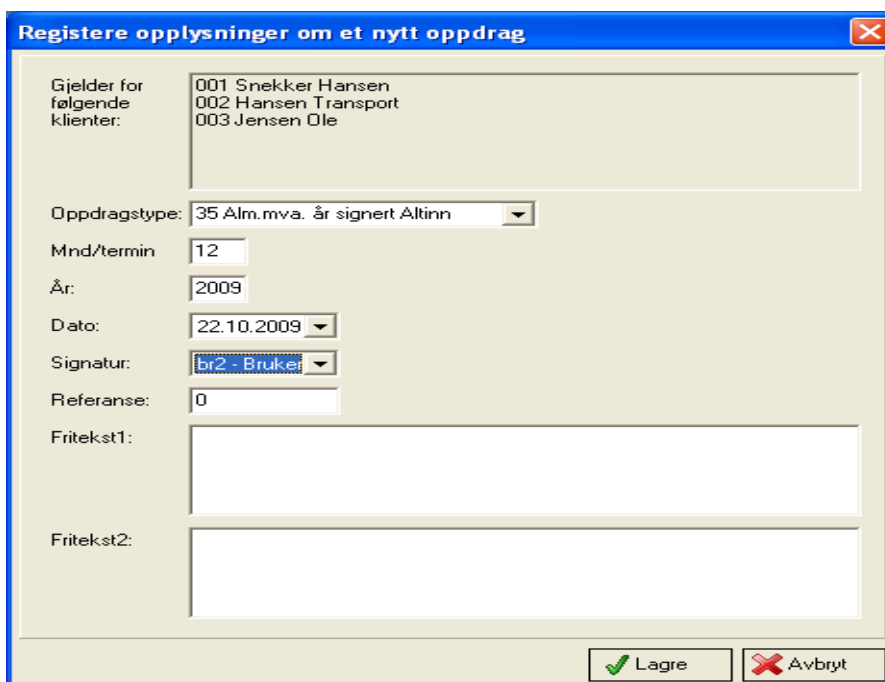 Registere opplysninger om et nytt oppdrag
Gjelder for
følgende
klienter:
001 Snekker Hansen
002 Hansen Transport
003 Jensen Ole
Oppdragstype: 35 Alm.mva. år signert Altinn
Mnd/termin 12
År: 2009
Dato: 22.10.2009
Signatur: br2 - Bruker
Referanse: 0
Fritekst1:
Fritekst2:
Lagre Avbryt